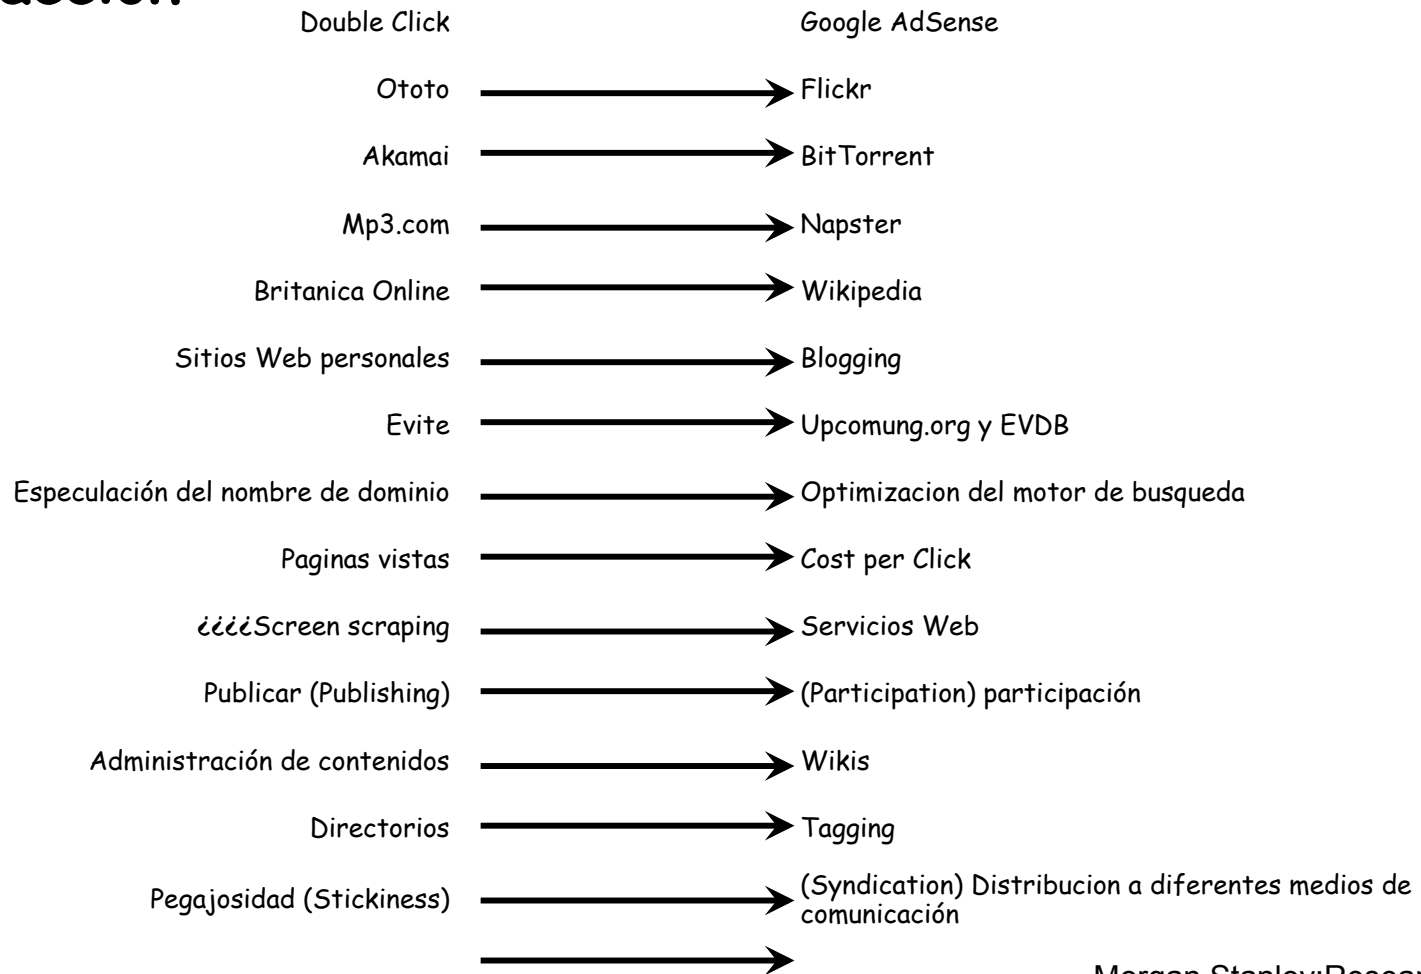 Double Click Google AdSense
Ototo Flickr
Akamai BitTorrent
Mp3.com Napster
Britanica Online Wikipedia
Sitios Web personales Blogging
Evite Upcomung.org y EVDB
Especulación del nombre de dominio Optimizacion del motor de busqueda
Paginas vistas Cost per Click
¿¿¿¿Screen scraping Servicios Web
Publicar (Publishing) (Participation) participación
Administración de contenidos Wikis
Directorios Tagging
Pegajosidad (Stickiness) (Syndication) Distribucion a diferentes medios de
comunicación